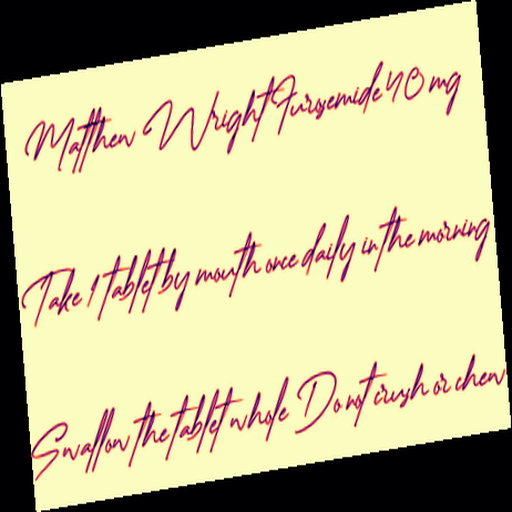 Matthew Wright Furosemide 40 mg
Take 1 tablet by mouth once daily in the morning
Swallow the tablet whole Do not crush or chew